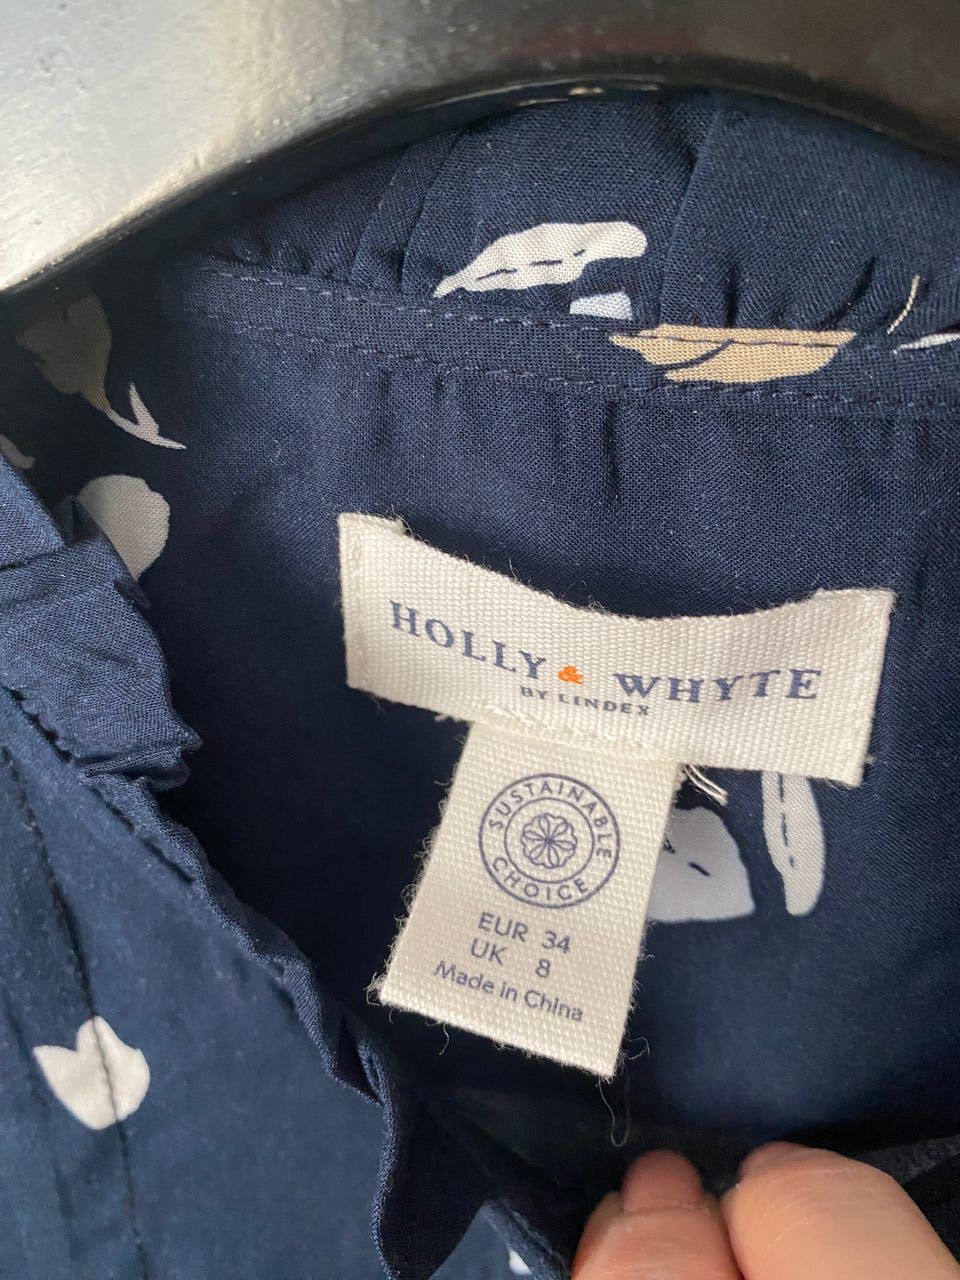 HOLLY & WHYTE
BY LINDEX
SUSTAINABLE
CHOICE
EUR 34
UK 8
Made in China